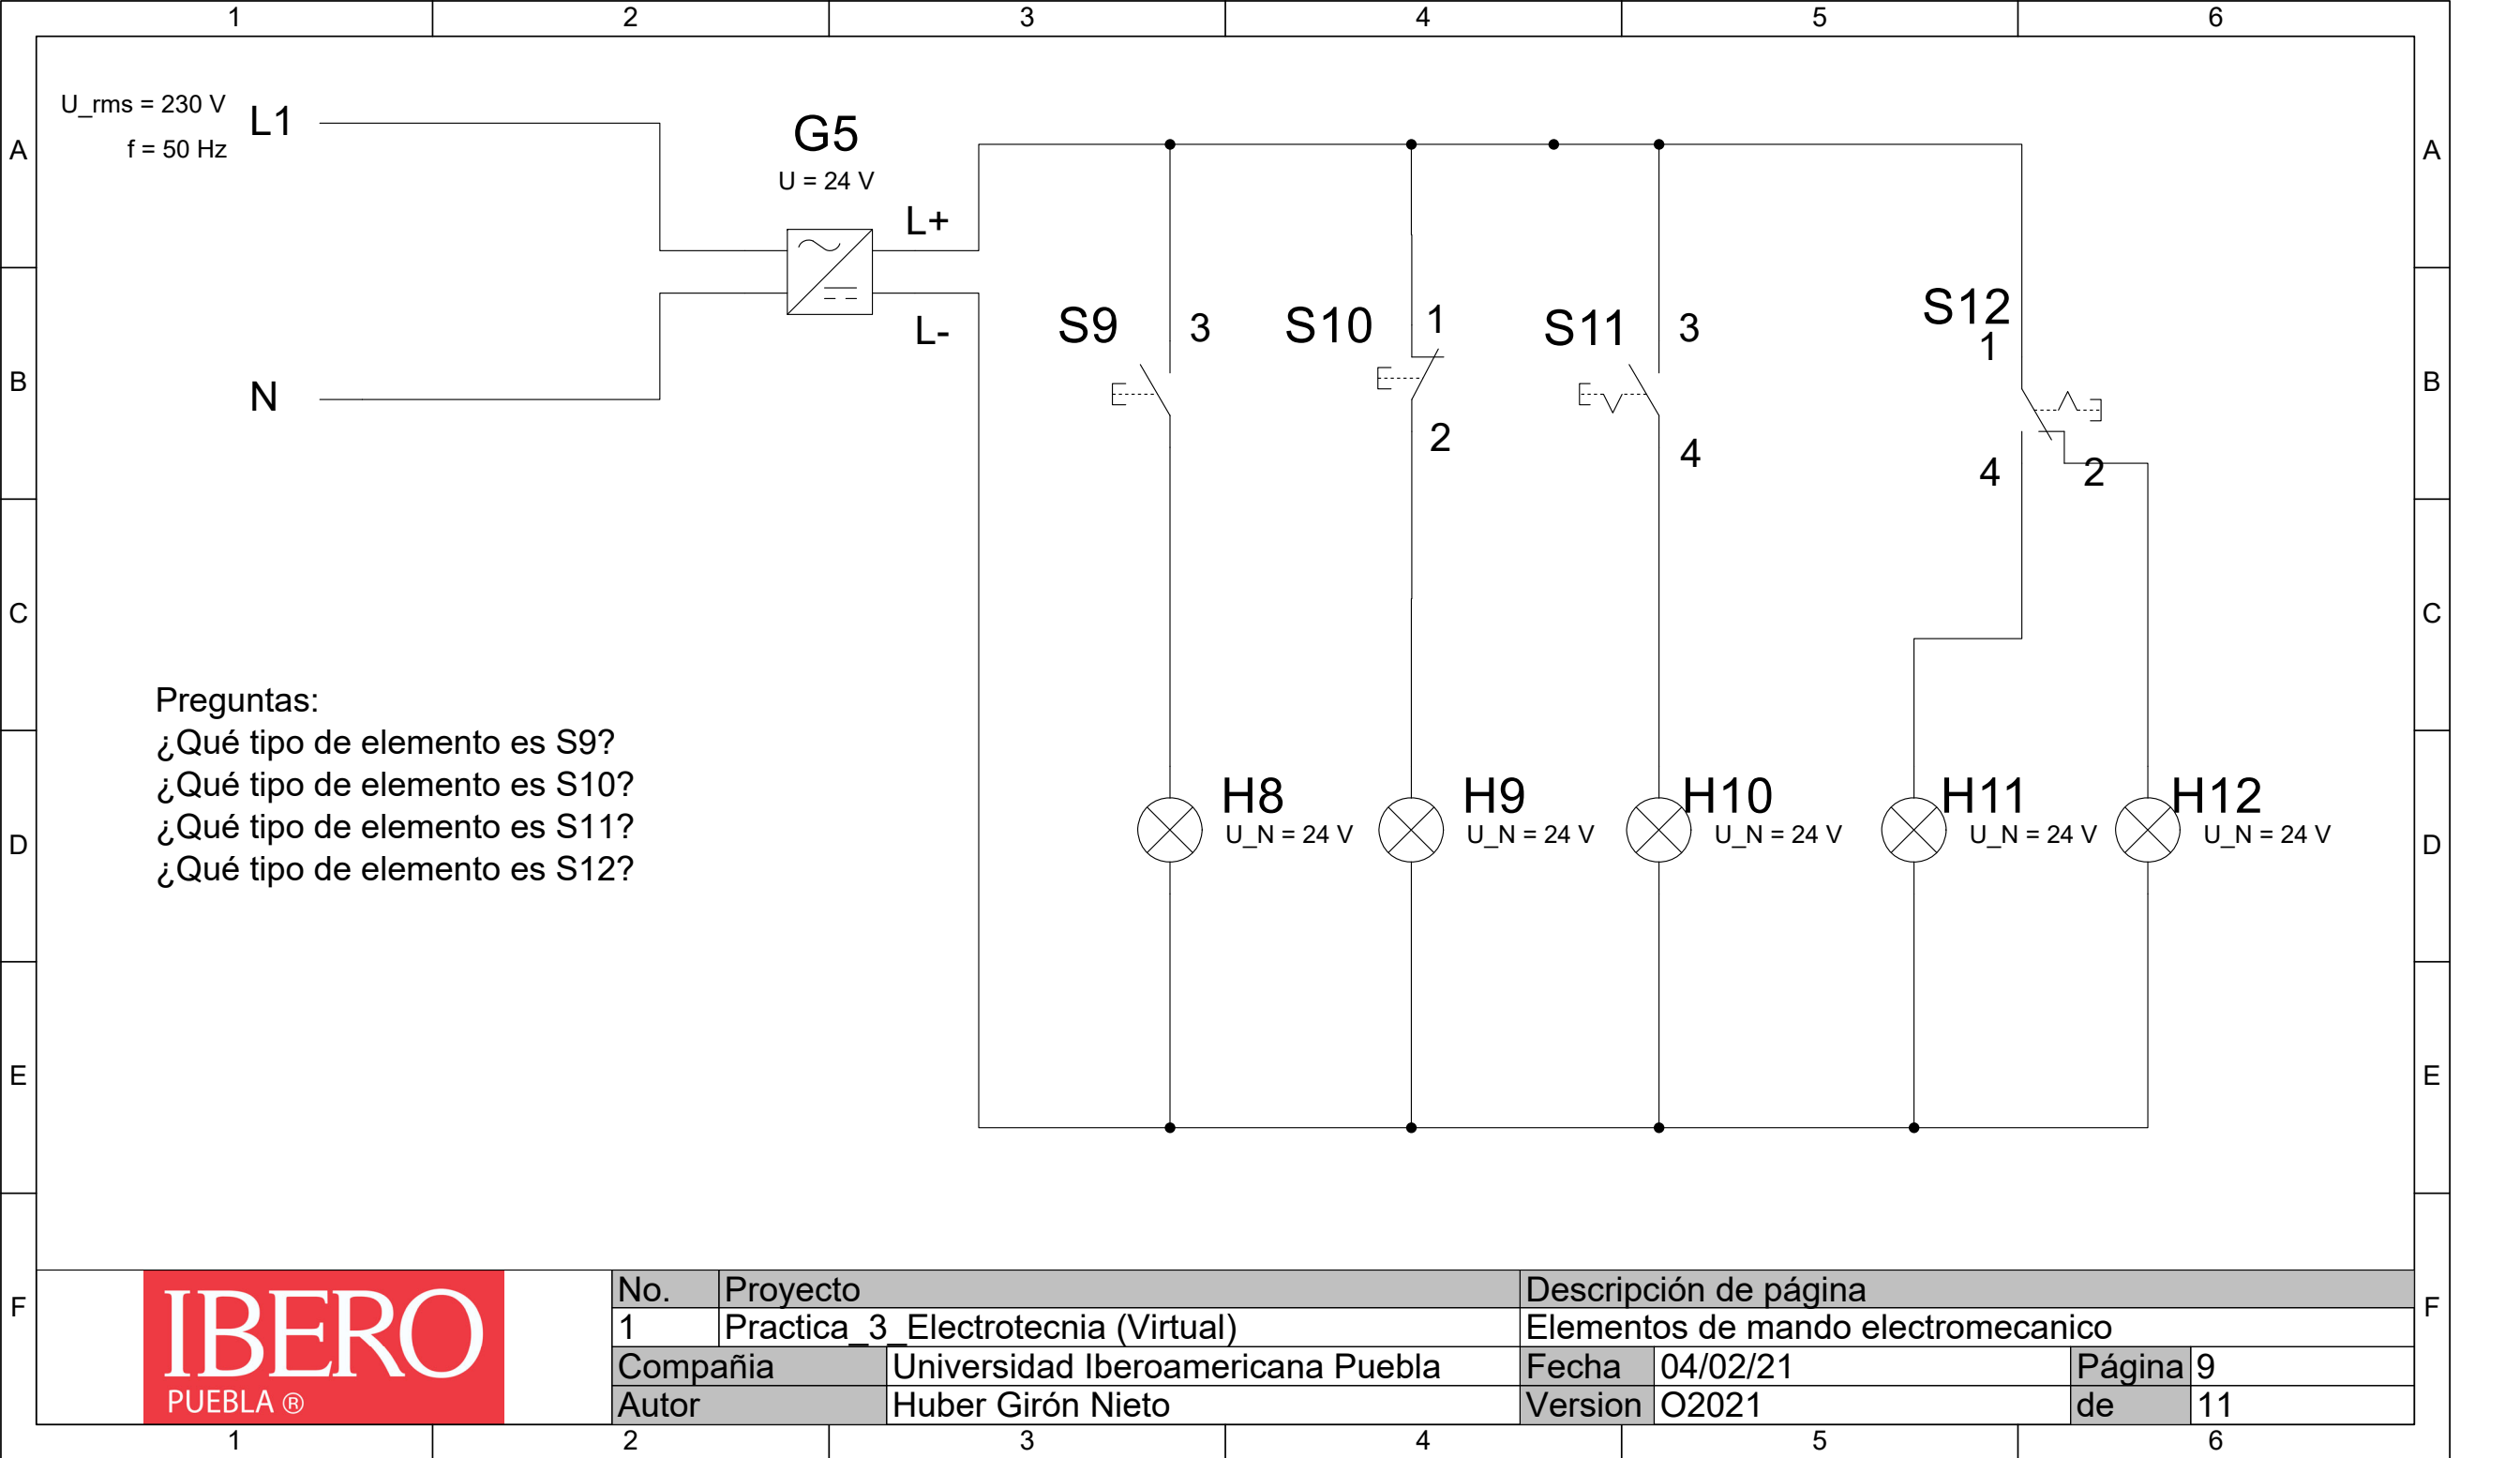 1 2 3 4 5 6
U_rms = 230 V
L1
f = 50 Hz
G5
U = 24 V
A A
L+
L-
S9 3
S10 1
S11 3
S12
1
B B
N
2
4
4 2
C C
Preguntas:
¿Qué tipo de elemento es S9?
¿Qué tipo de elemento es S10?
¿Qué tipo de elemento es S11?
¿Qué tipo de elemento es S12?
H8
U_N = 24 V
H9
U_N = 24 V
H10
U_N = 24 V
H11
U_N = 24 V
H12
U_N = 24 V
D D
E E
F F
IBERO
PUEBLA ®
No. Proyecto Descripción de página
1 Practica_3_Electrotecnia (Virtual) Elementos de mando electromecanico
Compañia Universidad Iberoamericana Puebla Fecha 04/02/21 Página 9
Autor Huber Girón Nieto Version O2021 de 11
1 2 3 4 5 6